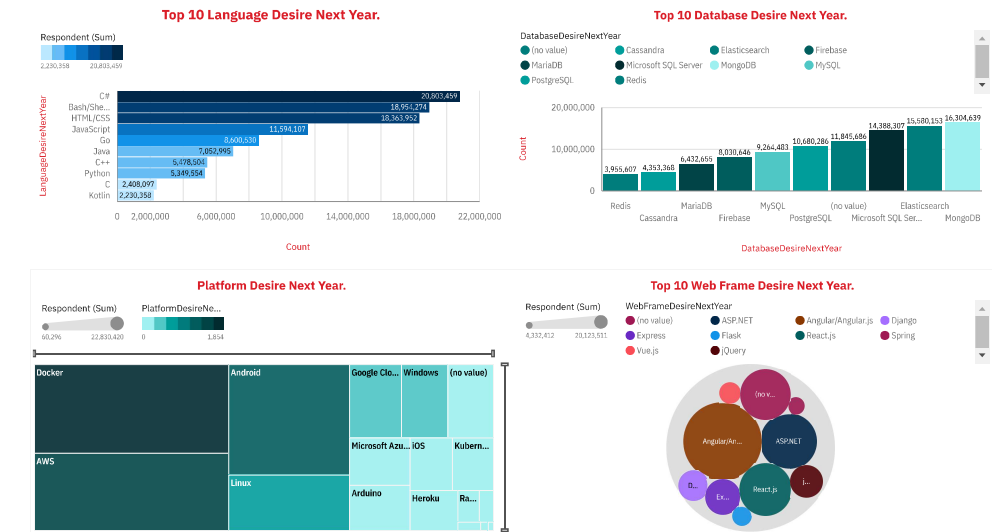 Top 10 Language Desire Next Year.
Respondent (Sum)
2,230,358 20,803,459
LanguageDesireNextYear
C# 20,803,459
Bash/She... 18,954,274
HTML/CSS 18,363,952
JavaScript 11,594,107
Go 8,600,530
Java 7,052,995
C++ 5,478,504
Python 5,349,554
C 2,408,097
Kotlin 2,230,358
0 2,000,000 6,000,000 10,000,000 14,000,000 18,000,000 22,000,000
Count
Top 10 Database Desire Next Year.
DatabaseDesireNextYear
(no value) Cassandra Elasticsearch Firebase
MariaDB Microsoft SQL Server MongoDB MySQL
PostgreSQL Redis
Count
20,000,000
10,000,000
0
3,955,607 4,353,368 6,432,655 8,030,646 9,264,483 10,680,286 11,845,686 14,388,307 15,580,153 16,304,639
Redis MariaDB MySQL (no value) Elasticsearch
Cassandra Firebase PostgreSQL Microsoft SQL Ser... MongoDB
DatabaseDesireNextYear
Platform Desire Next Year.
Respondent (Sum) PlatformDesireNe...
60,296 22,830,420 0 1,854
Docker Android Google Clo... Windows (no value)
Microsoft Azu... iOS Kubern...
AWS
Linux Arduino Heroku Ra...
Top 10 Web Frame Desire Next Year.
Respondent (Sum) WebFrameDesireNextYear
4,332,412 20,123,511
(no value) ASP.NET Angular/Angular.js Django
Express Flask React.js Spring
Vue.js jQuery
(no v...
Angular/An... ASP.NET
D... Ex... React.js j...